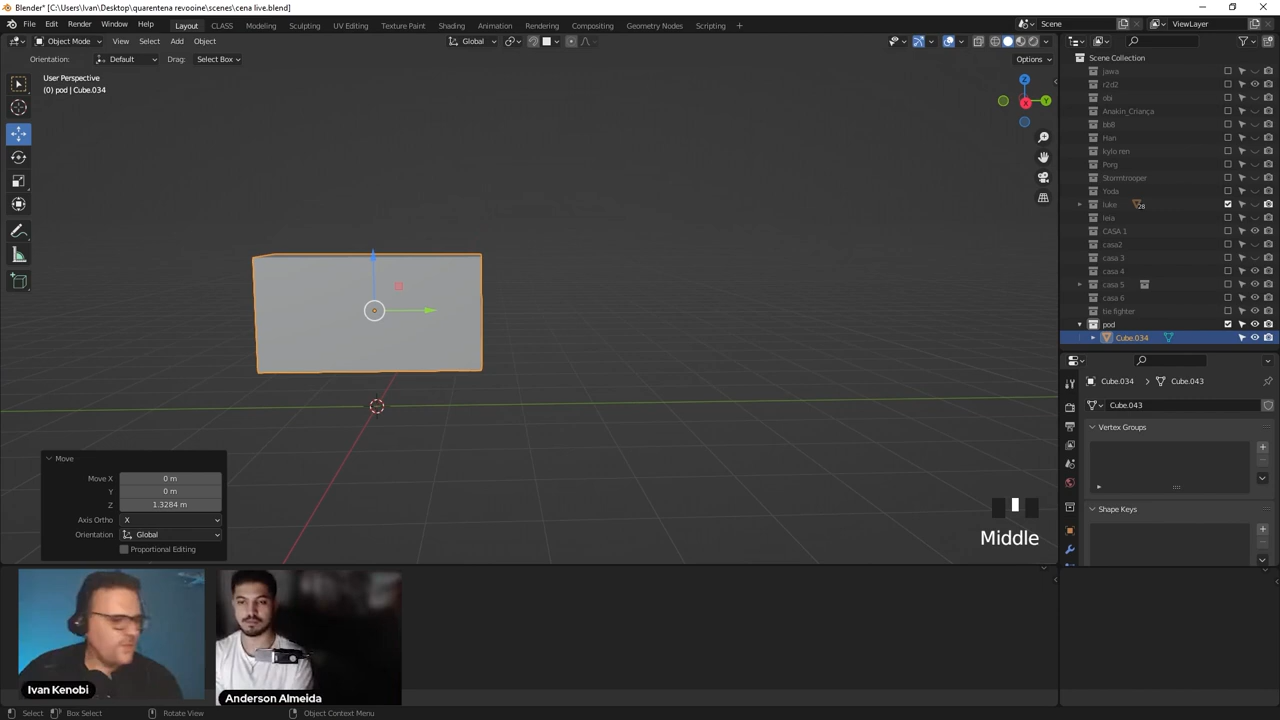 Blender* [C:\Users\Ivan\Desktop\quarentena revooine\scenes\cena live.blend]
File Edit Render Window Help Layout CLASS Modeling Sculpting UV Editing Texture Paint Shading Animation Rendering Compositing Geometry Nodes Scripting + Scene ViewLayer
Object Mode View Select Add Object Global
Orientation: Default Drag: Select Box Options
User Perspective
(0) pod | Cube.034
Z
Y
X
Scene Collection
jawa
r2d2
obi
Anakin_Criança
bb8
Han
kylo ren
Porg
Stormtrooper
Yoda
luke 28
leia
CASA 1
casa2
casa 3
casa 4
casa 5
casa 6
tie fighter
pod
Cube.034
Cube.034 > Cube.043
Cube.043
Vertex Groups
Shape Keys
Move
Move X 0 m
Y 0 m
Z 1.3284 m
Axis Ortho X
Orientation Global
Proportional Editing
Middle
Ivan Kenobi
Anderson Almeida
Select Box Select Rotate View Object Context Menu